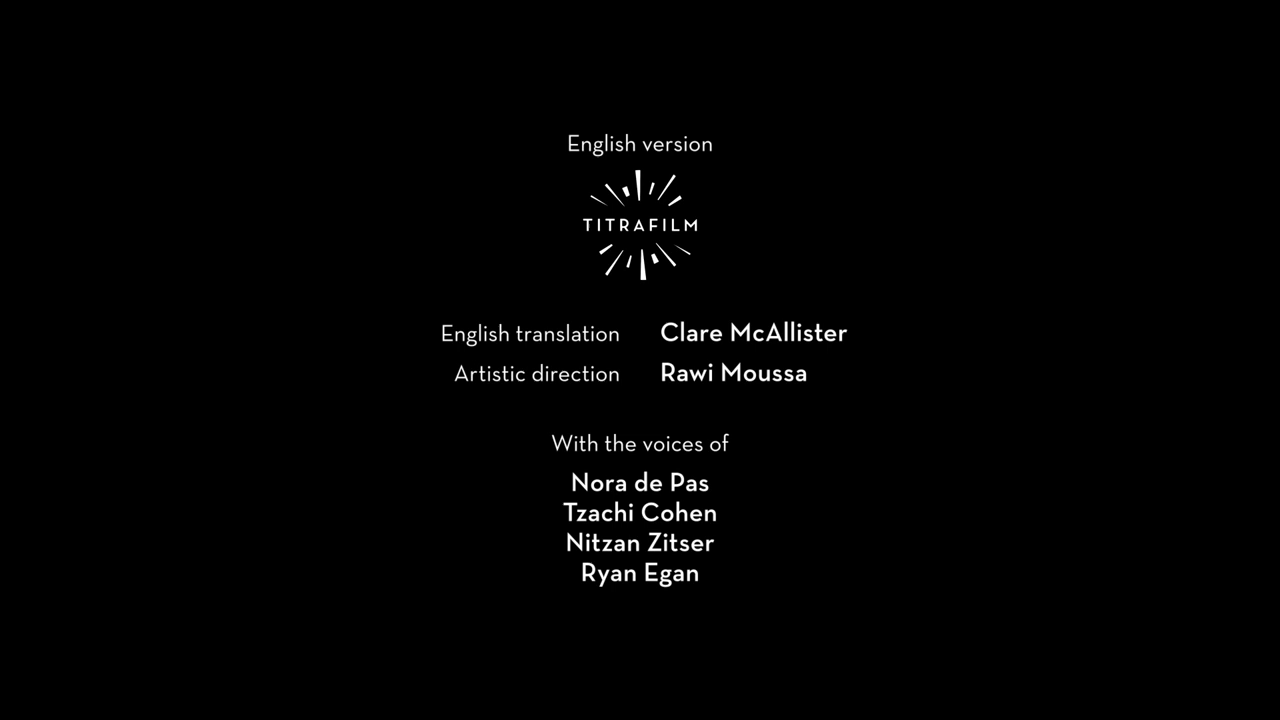 English version
TITRAFILM
English translation Clare McAllister
Artistic direction Rawi Moussa
With the voices of
Nora de Pas
Tzachi Cohen
Nitzan Zitser
Ryan Egan